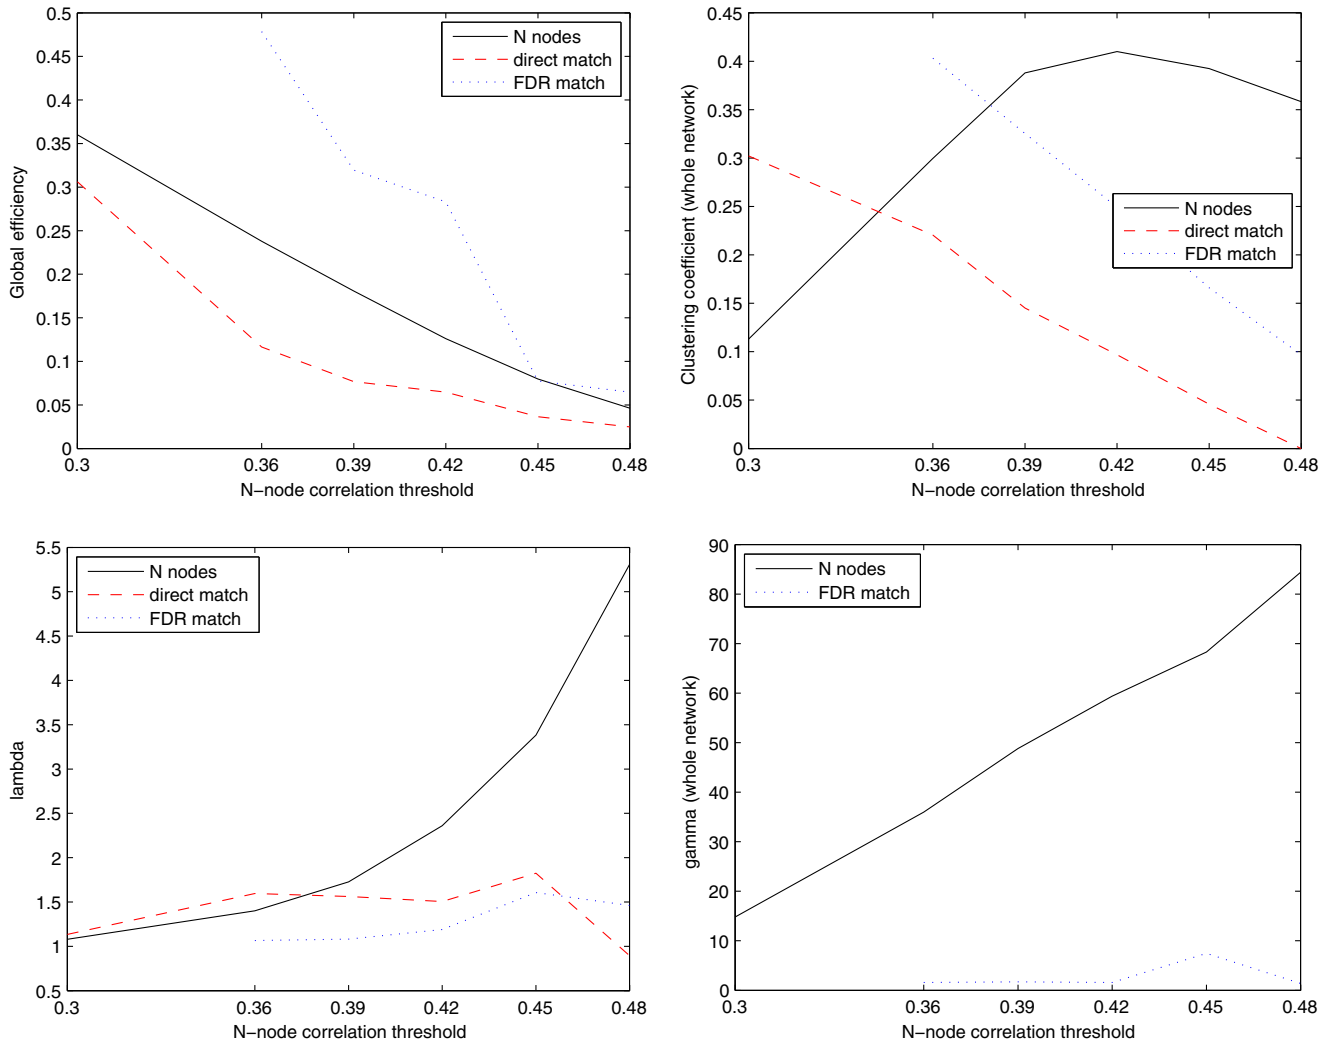 0.5
0.45
0.4
0.35
0.3
0.25
0.2
0.15
0.1
0.05
0
Global efficiency
N nodes
direct match
FDR match
0.3 0.36 0.39 0.42 0.45 0.48
N−node correlation threshold
0.45
0.4
0.35
0.3
0.25
0.2
0.15
0.1
0.05
0
Clustering coefficient (whole network)
N nodes
direct match
FDR match
0.3 0.36 0.39 0.42 0.45 0.48
N−node correlation threshold
5.5
5
4.5
4
3.5
3
2.5
2
1.5
1
0.5
lambda
N nodes
direct match
FDR match
0.3 0.36 0.39 0.42 0.45 0.48
N−node correlation threshold
90
80
70
60
50
40
30
20
10
0
gamma (whole network)
N nodes
FDR match
0.3 0.36 0.39 0.42 0.45 0.48
N−node correlation threshold